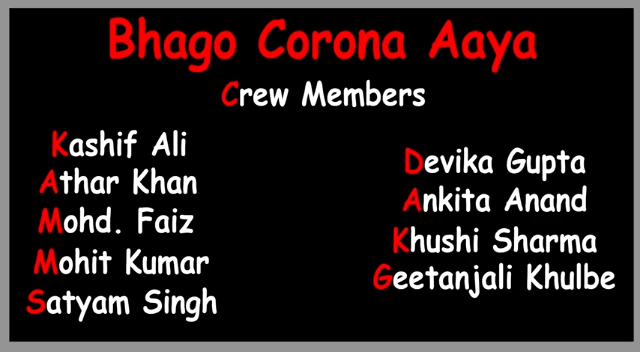 Bhago Corona Aaya
Crew Members
Kashif Ali
Athar Khan
Mohd. Faiz
Mohit Kumar
Satyam Singh
Devika Gupta
Ankita Anand
Khushi Sharma
Geetanjali Khulbe